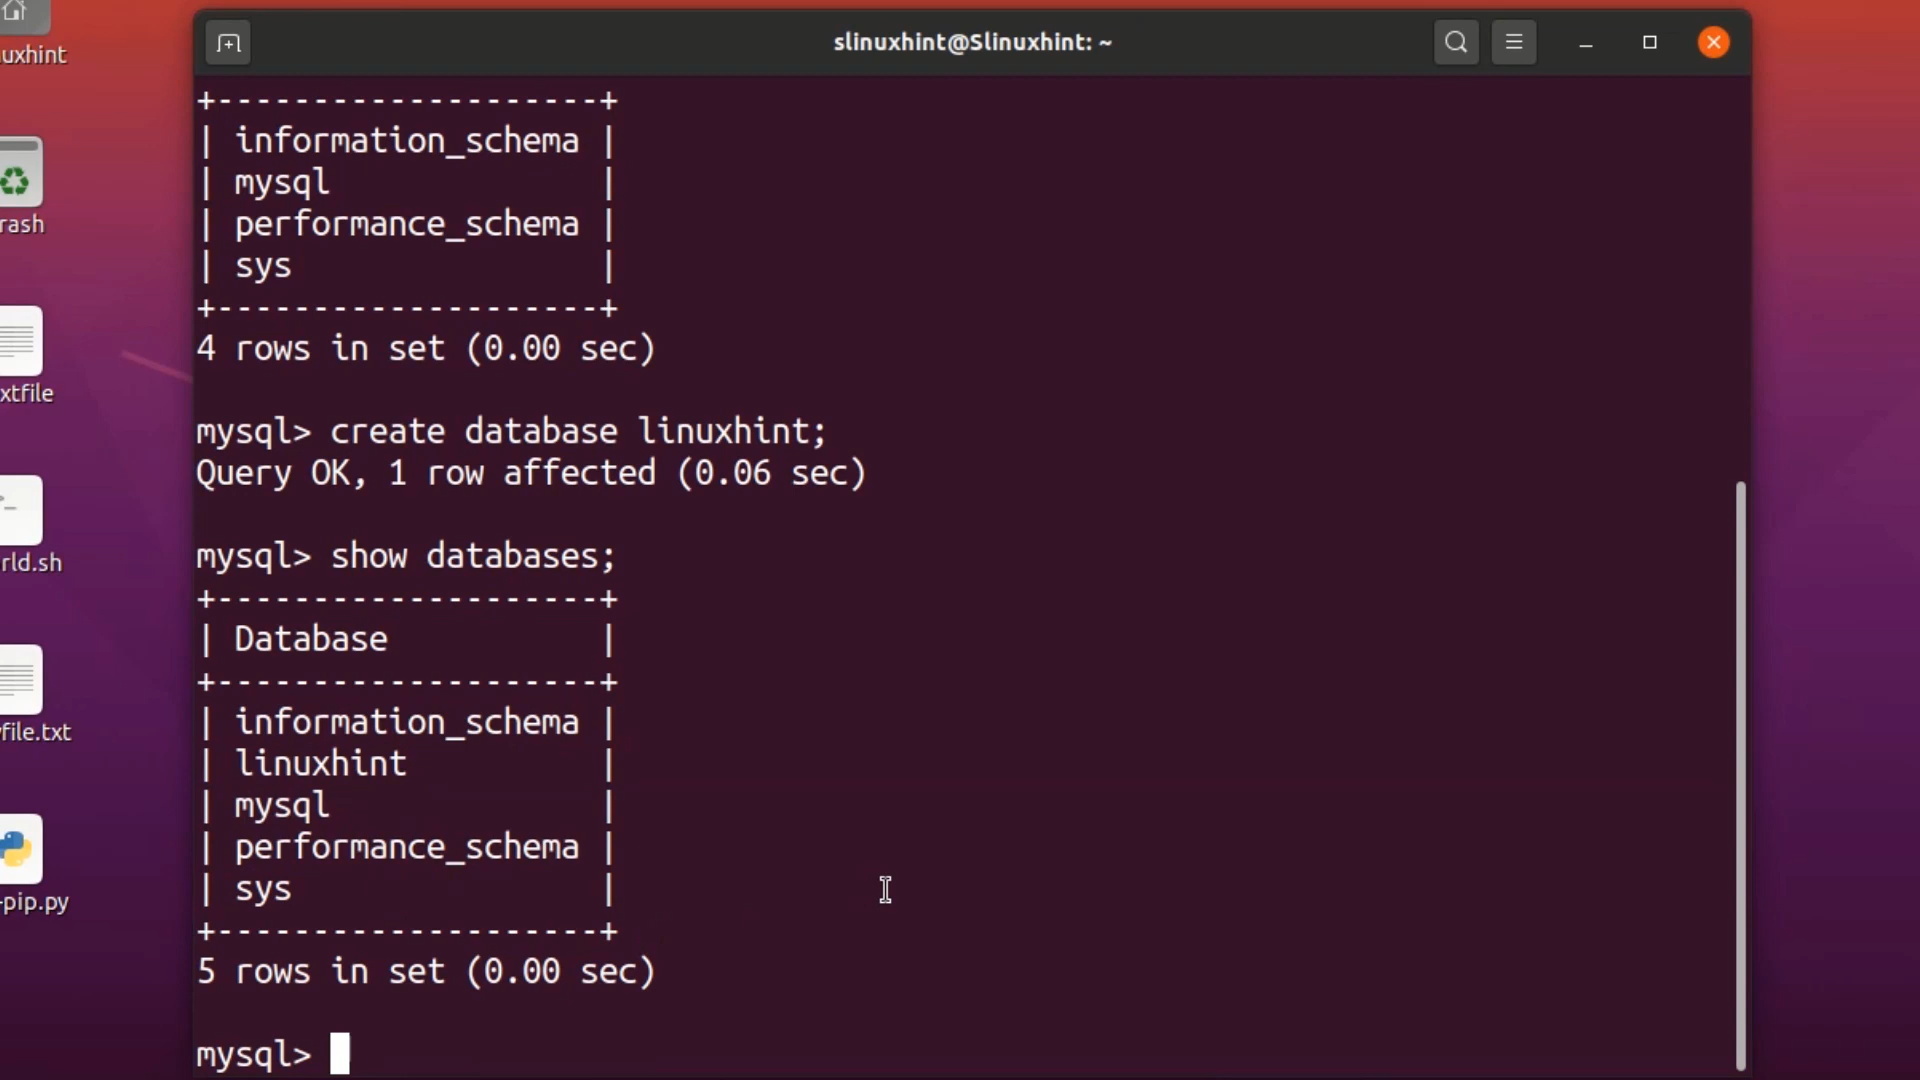 slinuxhint@Slinuxhint: ~
uxhint
rash
xtfile
rld.sh
file.txt
-pip.py
+--------------------+
| information_schema |
| mysql              |
| performance_schema |
| sys                |
+--------------------+
4 rows in set (0.00 sec)
mysql> create database linuxhint;
Query OK, 1 row affected (0.06 sec)
mysql> show databases;
+--------------------+
| Database           |
+--------------------+
| information_schema |
| linuxhint          |
| mysql              |
| performance_schema |
| sys                |
+--------------------+
5 rows in set (0.00 sec)
mysql>